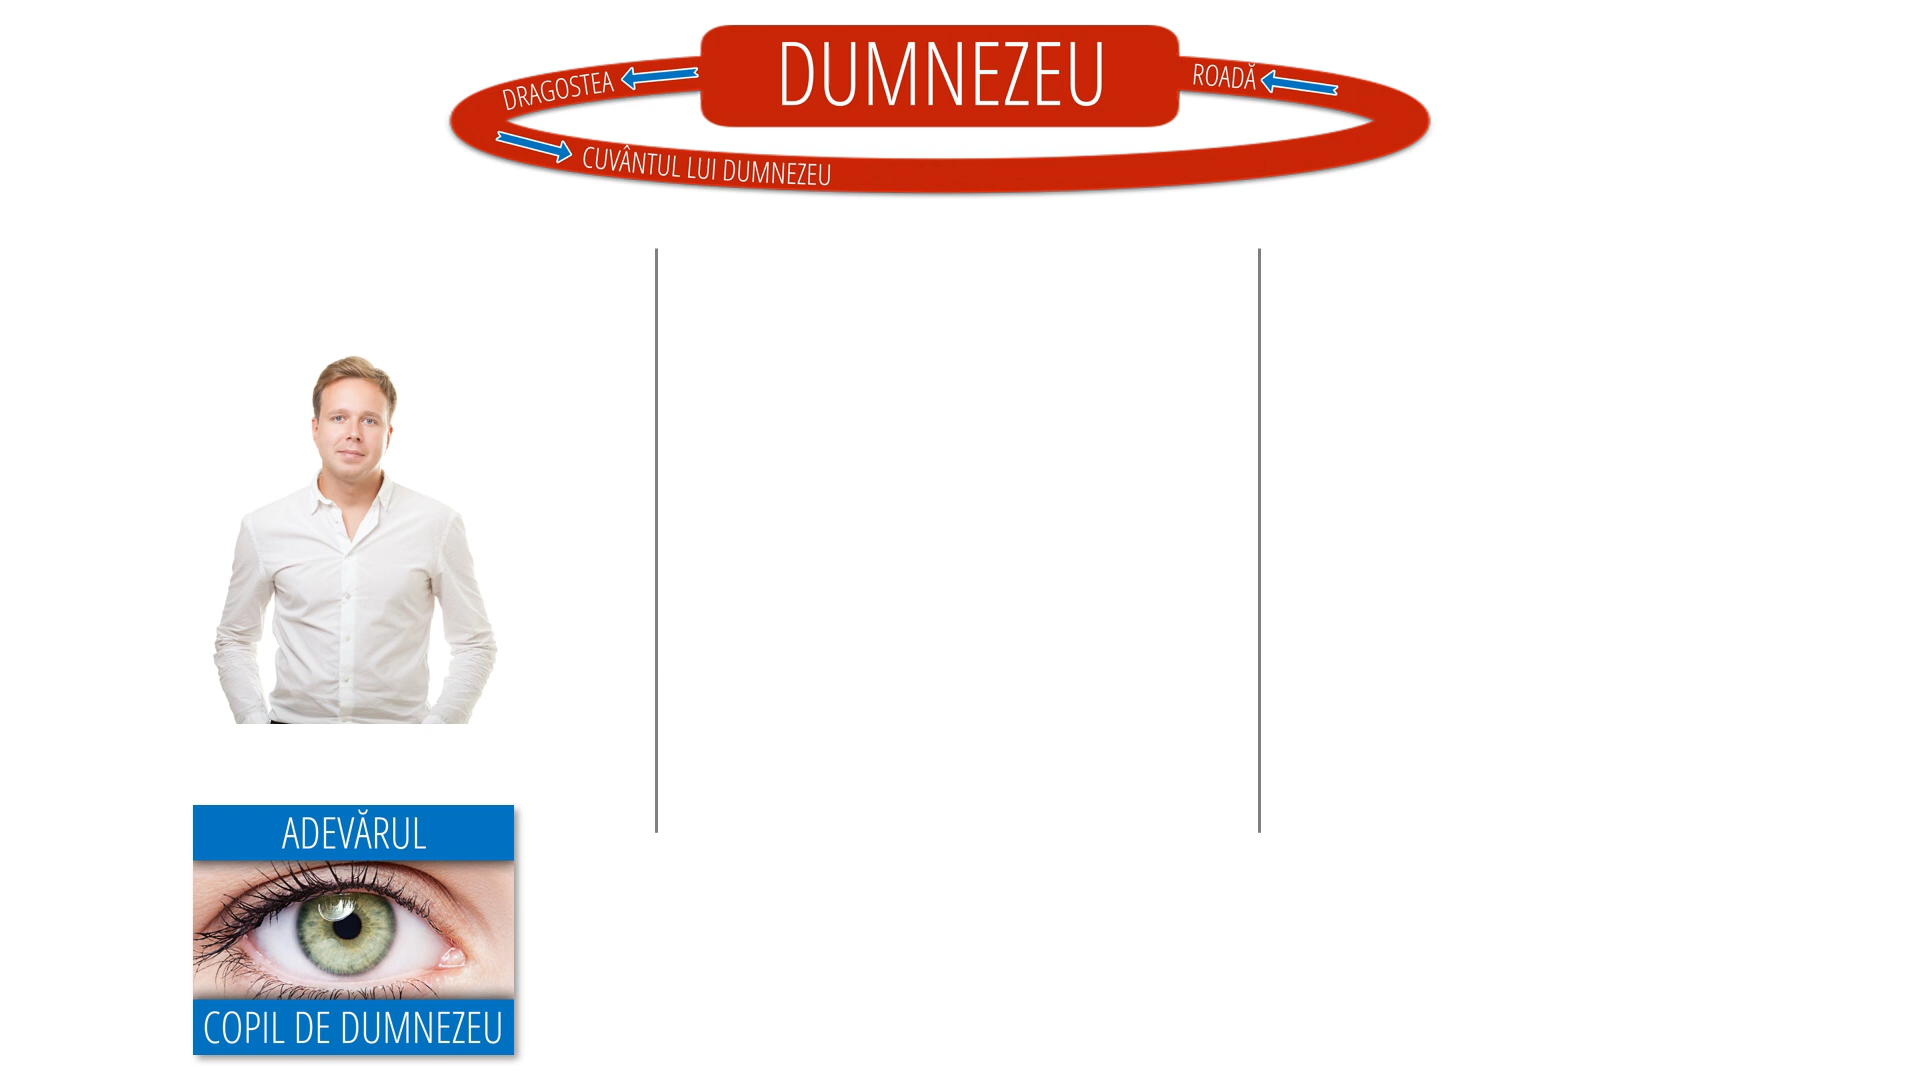 DUMNEZEU
DRAGOSTEA
ROADĂ
CUVÂNTUL LUI DUMNEZEU
ADEVĂRUL
COPIL DE DUMNEZEU